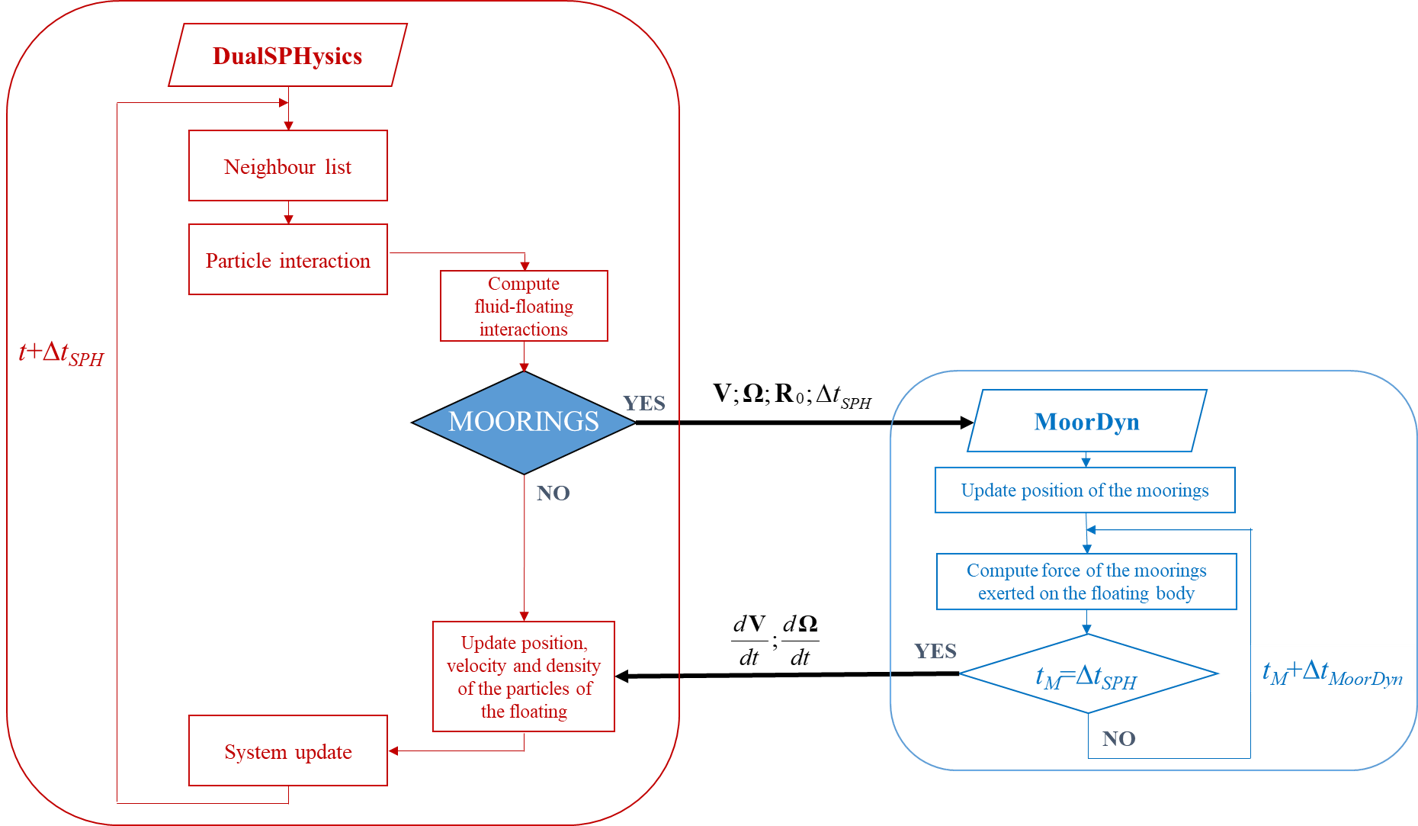 DualSPHysics
Neighbour list
Particle interaction
Compute
fluid-floating
interactions
t+Δt_SPH
MOORINGS
YES
V;Ω;R₀;Δt_SPH
NO
MoorDyn
Update position of the moorings
Compute force of the moorings
exerted on the floating body
t_M=Δt_SPH
YES
NO
t_M+Δt_MoorDyn
dV/dt;dΩ/dt
Update position,
velocity and density
of the particles of
the floating
System update